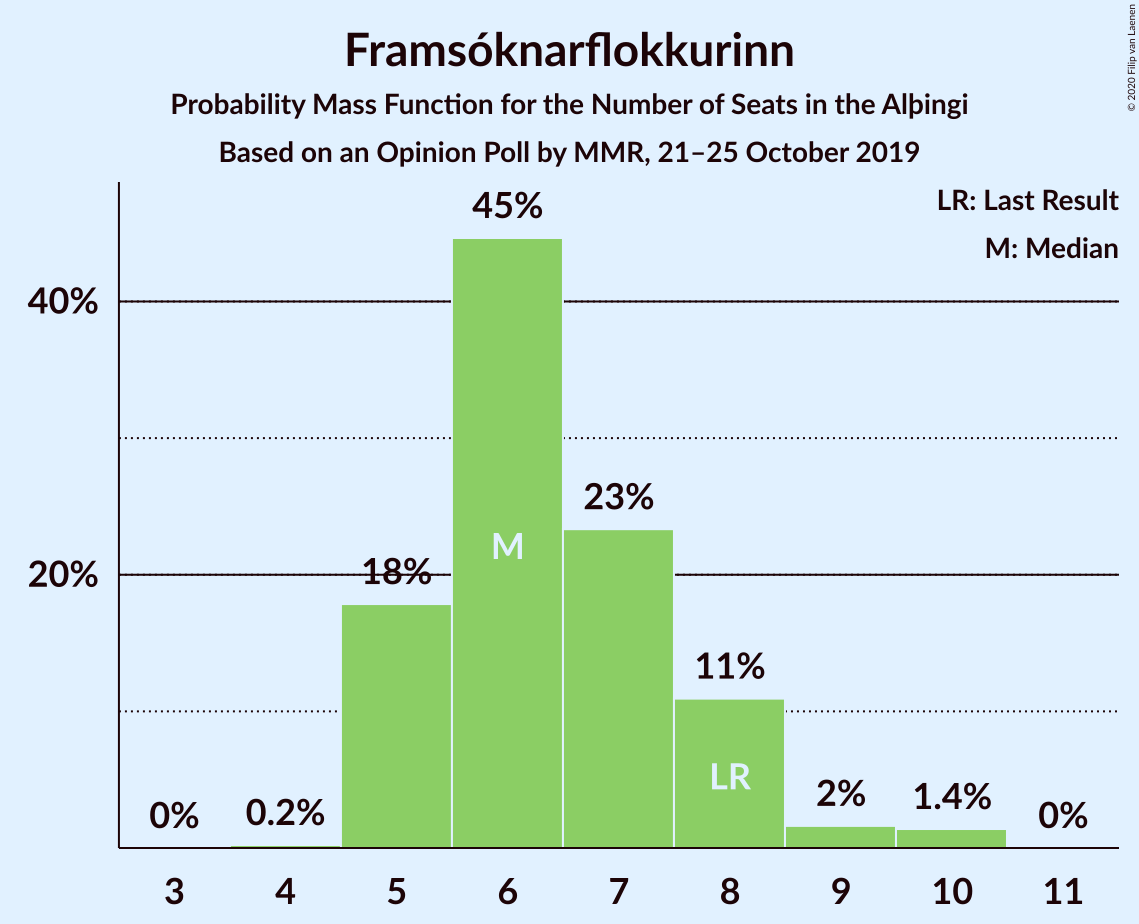 Framsóknarflokkurinn
Probability Mass Function for the Number of Seats in the Alþingi
Based on an Opinion Poll by MMR, 21–25 October 2019
© 2020 Filip van Laenen
LR: Last Result
M: Median
40%
20%
0%
0.2%
18%
45%
M
23%
11%
LR
2%
1.4%
0%
3 4 5 6 7 8 9 10 11